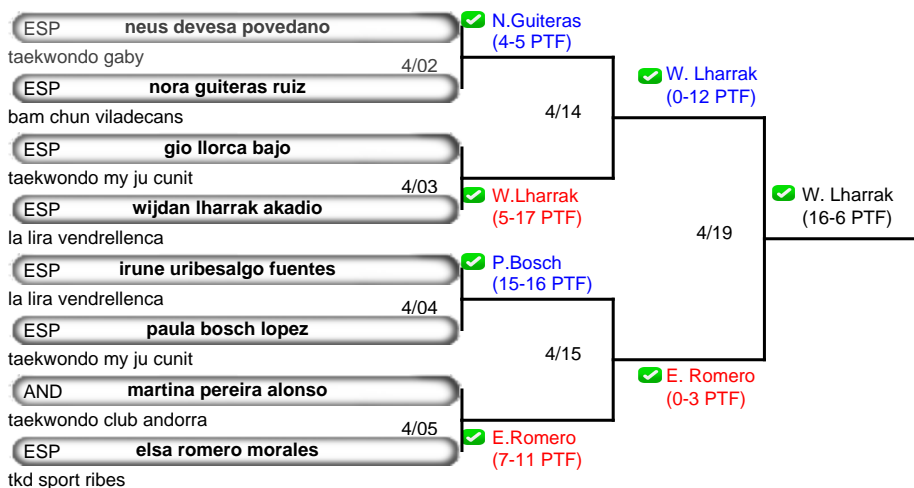 ESP neus devesa povedano
taekwondo gaby
4/02
ESP nora guiteras ruiz
bam chun viladecans
ESP gio llorca bajo
taekwondo my ju cunit
4/03
ESP wijdan lharrak akadio
la lira vendrellenca
ESP irune uribesalgo fuentes
la lira vendrellenca
4/04
ESP paula bosch lopez
taekwondo my ju cunit
AND martina pereira alonso
taekwondo club andorra
4/05
ESP elsa romero morales
tkd sport ribes
N.Guiteras
(4-5 PTF)
4/14
W.Lharrak
(5-17 PTF)
P.Bosch
(15-16 PTF)
4/15
E.Romero
(7-11 PTF)
W. Lharrak
(0-12 PTF)
4/19
E. Romero
(0-3 PTF)
W. Lharrak
(16-6 PTF)